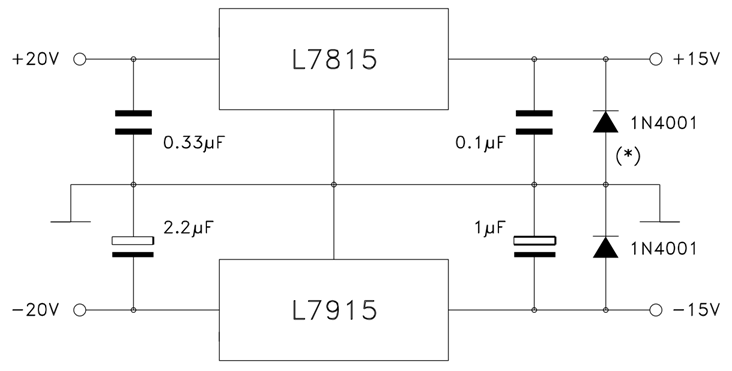 +20V
L7815
+15V
0.33µF
0.1µF
1N4001
(*)
2.2µF
1µF
1N4001
−20V
L7915
−15V